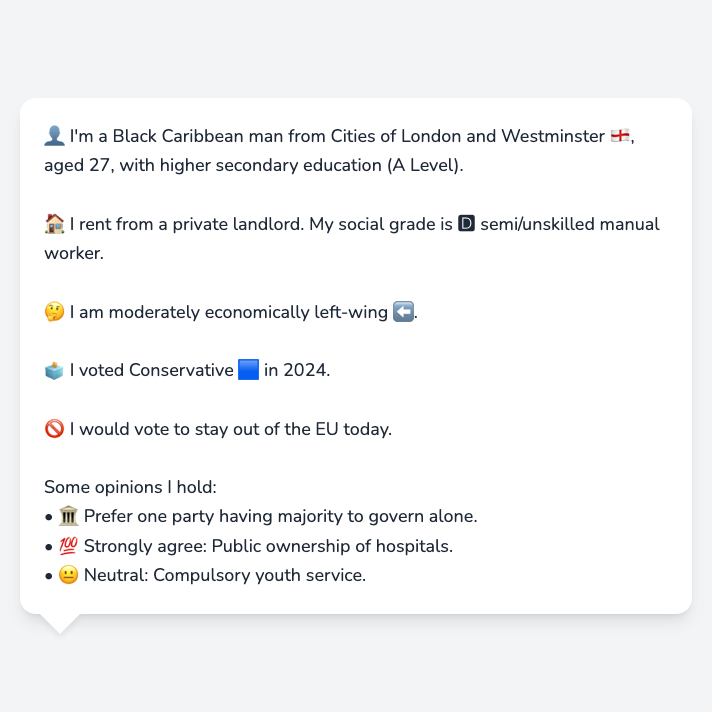 👤 I'm a Black Caribbean man from Cities of London and Westminster 🏴󠁧󠁢󠁥󠁮󠁧󠁿,
aged 27, with higher secondary education (A Level).
🏠 I rent from a private landlord. My social grade is 🅳 semi/unskilled manual
worker.
🤔 I am moderately economically left-wing ⬅️.
🗳️ I voted Conservative 🟦 in 2024.
🚫 I would vote to stay out of the EU today.
Some opinions I hold:
• 🏛️ Prefer one party having majority to govern alone.
• 💯 Strongly agree: Public ownership of hospitals.
• 😐 Neutral: Compulsory youth service.